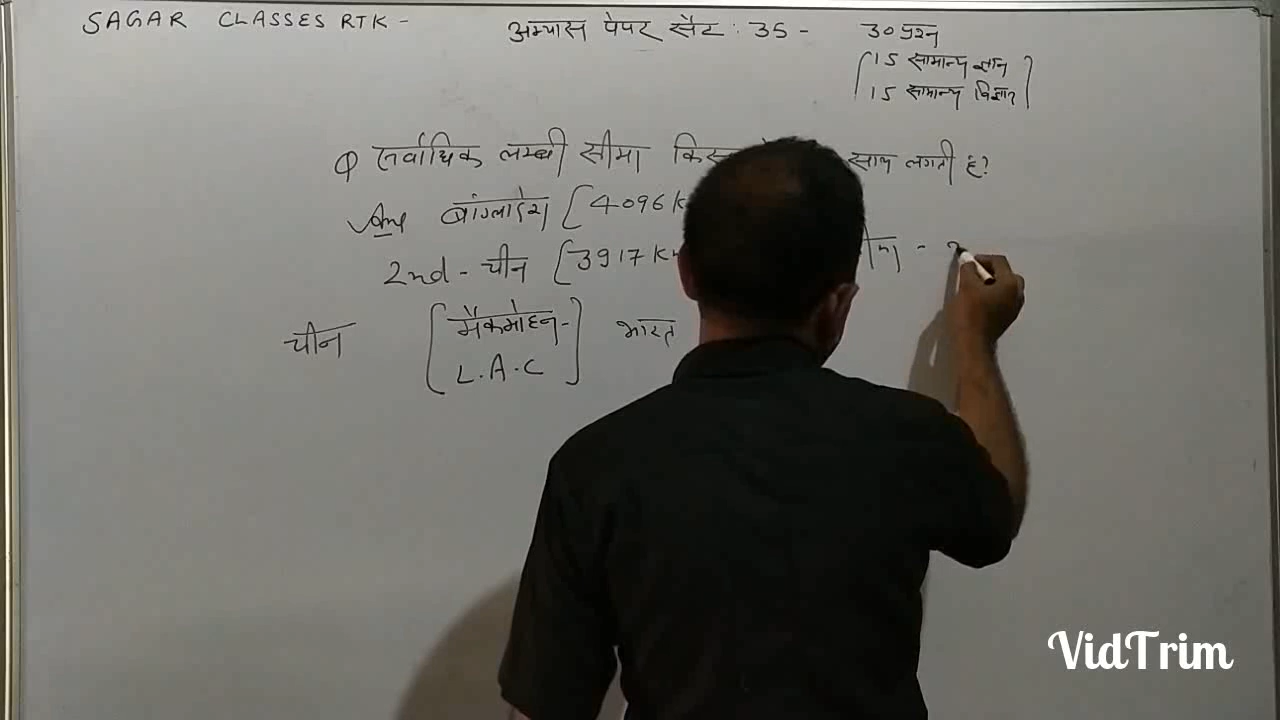 SAGAR CLASSES RTK -
अभ्यास पेपर सैट : 35 -
30 प्रश्न
15 सामान्य ज्ञान
15 सामान्य विज्ञान
Q सर्वाधिक लम्बी सीमा साथ लगती है?
Ans बांग्लादेश [4096 K
2nd - चीन [3917 Km
चीन [मैकमोहन- भारत
L.A.C]
VidTrim